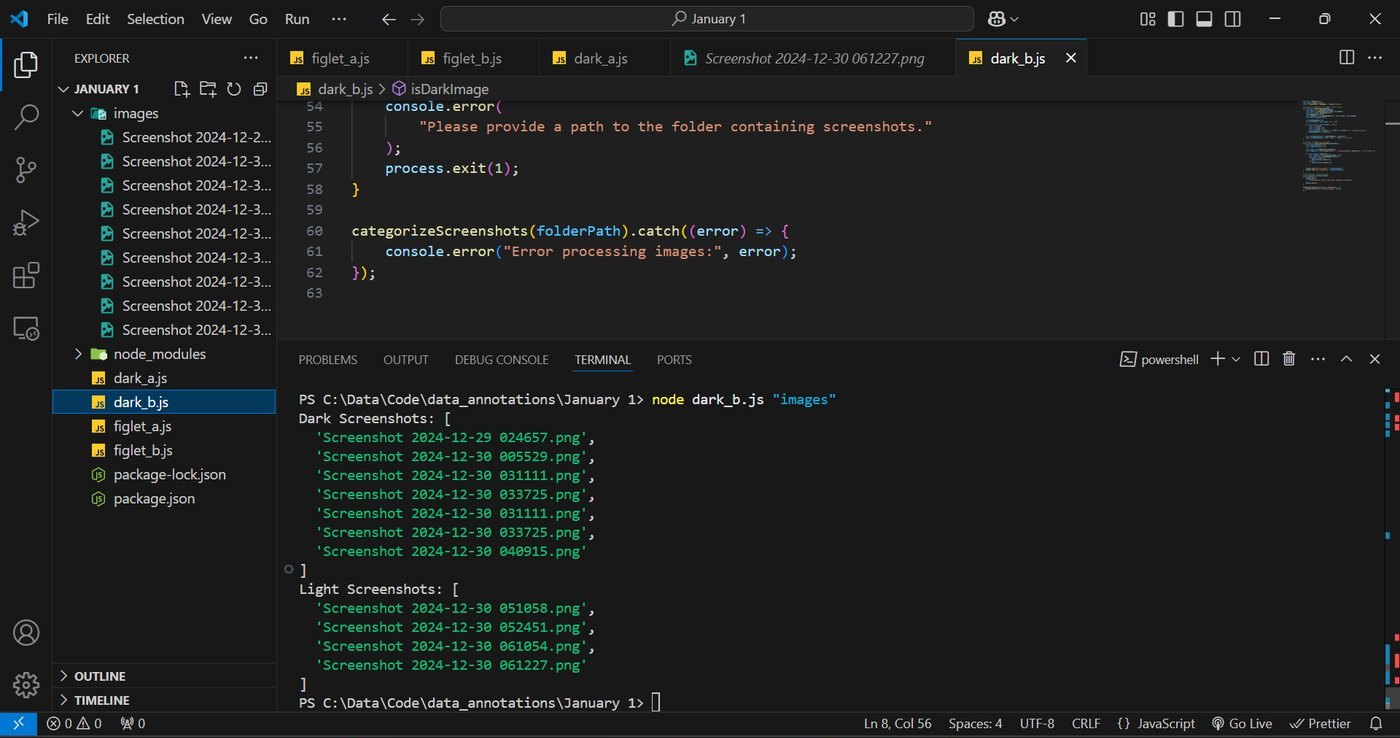 File Edit Selection View Go Run ··· January 1
EXPLORER ···
JANUARY 1
images
Screenshot 2024-12-2...
Screenshot 2024-12-3...
Screenshot 2024-12-3...
Screenshot 2024-12-3...
Screenshot 2024-12-3...
Screenshot 2024-12-3...
Screenshot 2024-12-3...
Screenshot 2024-12-3...
Screenshot 2024-12-3...
node_modules
JS dark_a.js
JS dark_b.js
JS figlet_a.js
JS figlet_b.js
package-lock.json
package.json
OUTLINE
TIMELINE
JS figlet_a.js JS figlet_b.js JS dark_a.js Screenshot 2024-12-30 061227.png JS dark_b.js
JS dark_b.js > isDarkImage
54 console.error(
55 "Please provide a path to the folder containing screenshots."
56 );
57 process.exit(1);
58 }
59
60 categorizeScreenshots(folderPath).catch((error) => {
61 console.error("Error processing images:", error);
62 });
63
PROBLEMS OUTPUT DEBUG CONSOLE TERMINAL PORTS powershell
PS C:\Data\Code\data_annotations\January 1> node dark_b.js "images"
Dark Screenshots: [
'Screenshot 2024-12-29 024657.png',
'Screenshot 2024-12-30 005529.png',
'Screenshot 2024-12-30 031111.png',
'Screenshot 2024-12-30 033725.png',
'Screenshot 2024-12-30 031111.png',
'Screenshot 2024-12-30 033725.png',
'Screenshot 2024-12-30 040915.png'
]
Light Screenshots: [
'Screenshot 2024-12-30 051058.png',
'Screenshot 2024-12-30 052451.png',
'Screenshot 2024-12-30 061054.png',
'Screenshot 2024-12-30 061227.png'
]
PS C:\Data\Code\data_annotations\January 1>
0 0 0 Ln 8, Col 56 Spaces: 4 UTF-8 CRLF {} JavaScript Go Live Prettier